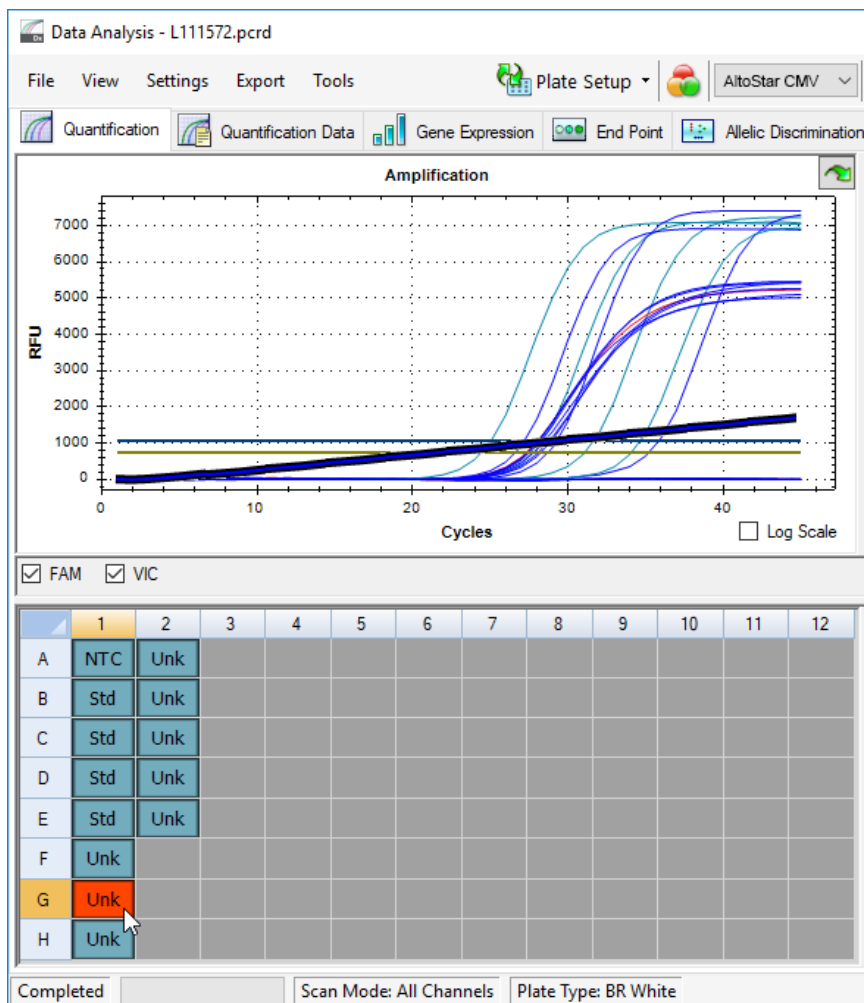 Data Analysis - L111572.pcrd
File View Settings Export Tools Plate Setup AltoStar CMV
Quantification Quantification Data Gene Expression End Point Allelic Discrimination
Amplification
7000
6000
5000
4000
3000
2000
1000
0
RFU
0 10 20 30 40
Cycles
Log Scale
FAM VIC
1 2 3 4 5 6 7 8 9 10 11 12
A NTC Unk
B Std Unk
C Std Unk
D Std Unk
E Std Unk
F Unk
G Unk
H Unk
Completed Scan Mode: All Channels Plate Type: BR White